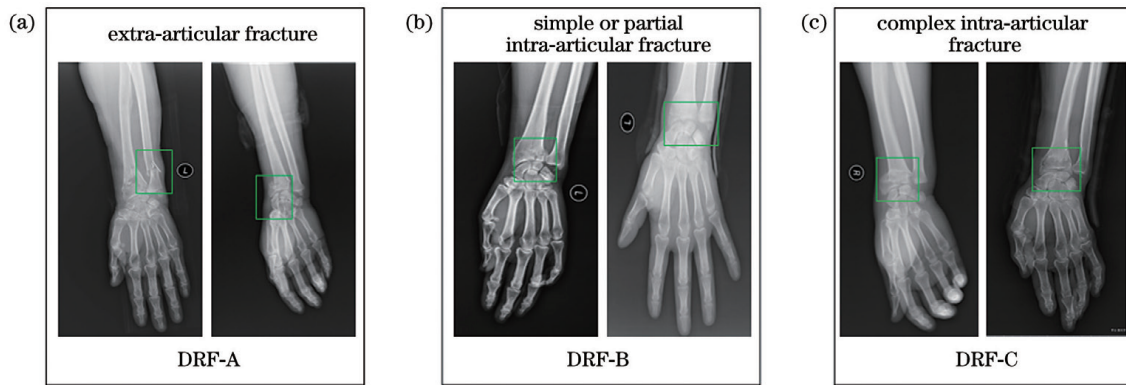 (a)
extra-articular fracture
DRF-A
(b)
simple or partial
intra-articular fracture
L
DRF-B
(c)
complex intra-articular
fracture
R
DRF-C